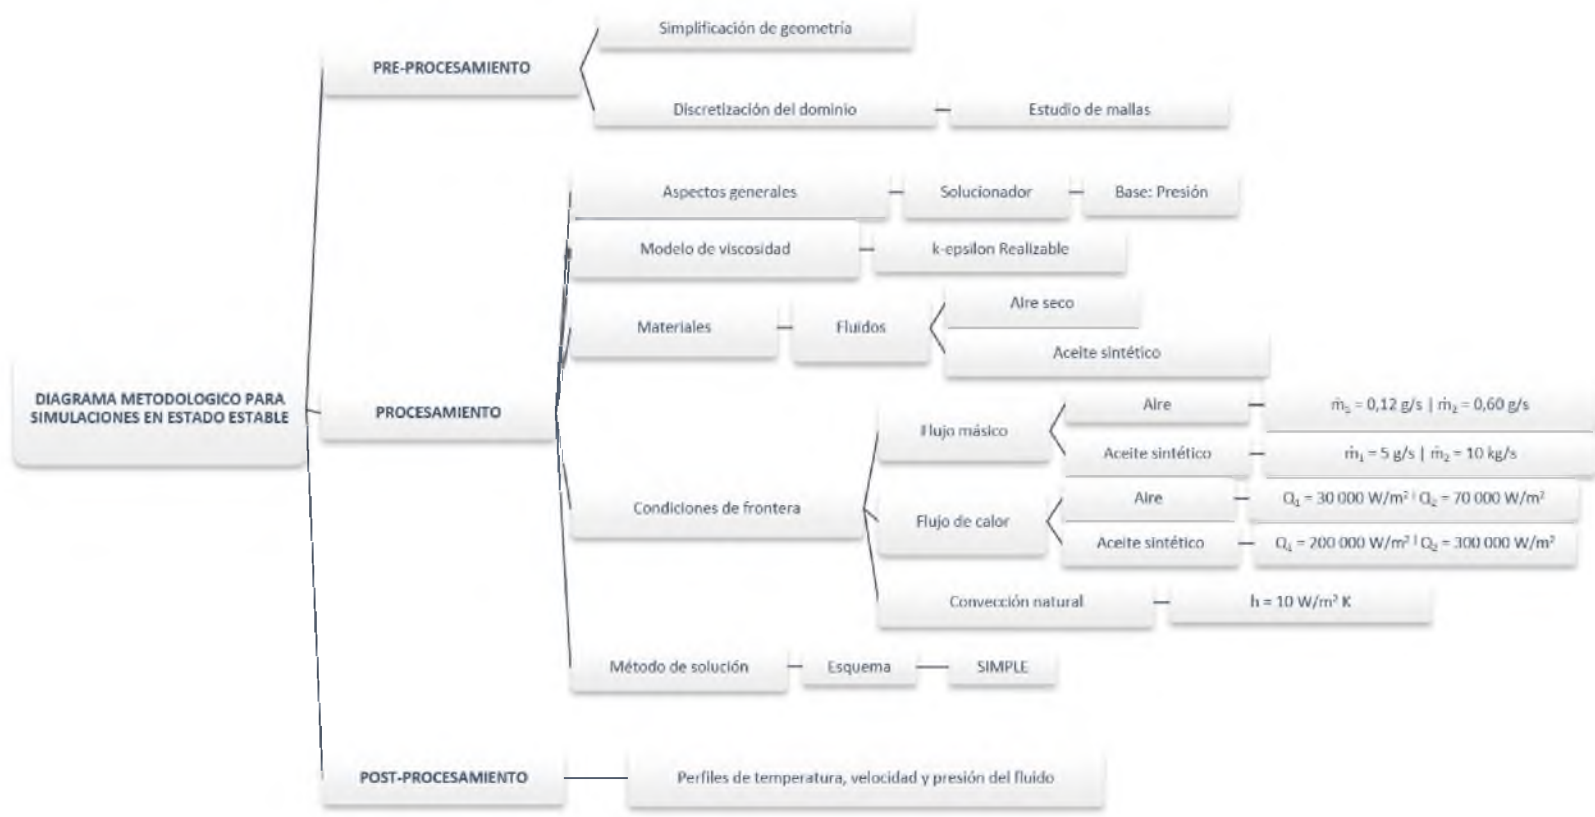 Simplificación de geometría
PRE-PROCESAMIENTO
Discretización del dominio
Estudio de mallas
Aspectos generales
Solucionador
Base: Presión
Modelo de viscosidad
k-epsilon Realizable
Materiales
Fluidos
Aire seco
Aceite sintético
DIAGRAMA METODOLOGICO PARA
SIMULACIONES EN ESTADO ESTABLE
PROCESAMIENTO
Condiciones de frontera
Flujo másico
Aire
ṁ₁ = 0,12 g/s | ṁ₂ = 0,60 g/s
Aceite sintético
ṁ₁ = 5 g/s | ṁ₂ = 10 kg/s
Flujo de calor
Aire
Q₁ = 30 000 W/m² | Q₂ = 70 000 W/m²
Aceite sintético
Q₁ = 200 000 W/m² | Q₂ = 300 000 W/m²
Convección natural
h = 10 W/m² K
Método de solución
Esquema
SIMPLE
POST-PROCESAMIENTO
Perfiles de temperatura, velocidad y presión del fluido